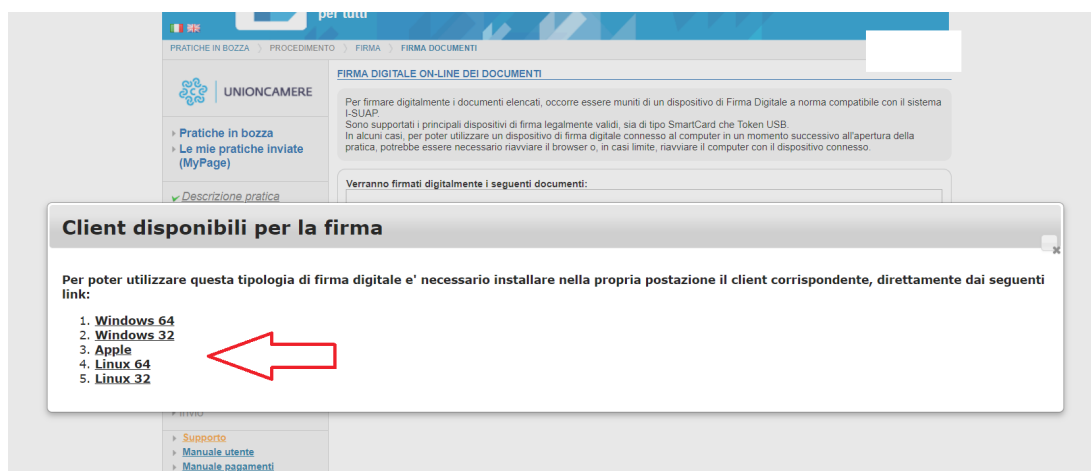 per tutti
PRATICHE IN BOZZA > PROCEDIMENTO > FIRMA > FIRMA DOCUMENTI
UNIONCAMERE
Pratiche in bozza
Le mie pratiche inviate
(MyPage)
Descrizione pratica
FIRMA DIGITALE ON-LINE DEI DOCUMENTI
Per firmare digitalmente i documenti elencati, occorre essere muniti di un dispositivo di Firma Digitale a norma compatibile con il sistema
I-SUAP.
Sono supportati i principali dispositivi di firma legalmente validi, sia di tipo SmartCard che Token USB.
In alcuni casi, per poter utilizzare un dispositivo di firma digitale connesso al computer in un momento successivo all'apertura della
pratica, potrebbe essere necessario riavviare il browser o, in casi limite, riavviare il computer con il dispositivo connesso.
Verranno firmati digitalmente i seguenti documenti:
Client disponibili per la firma
Per poter utilizzare questa tipologia di firma digitale e' necessario installare nella propria postazione il client corrispondente, direttamente dai seguenti
link:
1. Windows 64
2. Windows 32
3. Apple
4. Linux 64
5. Linux 32
Invio
Supporto
Manuale utente
Manuale pagamenti